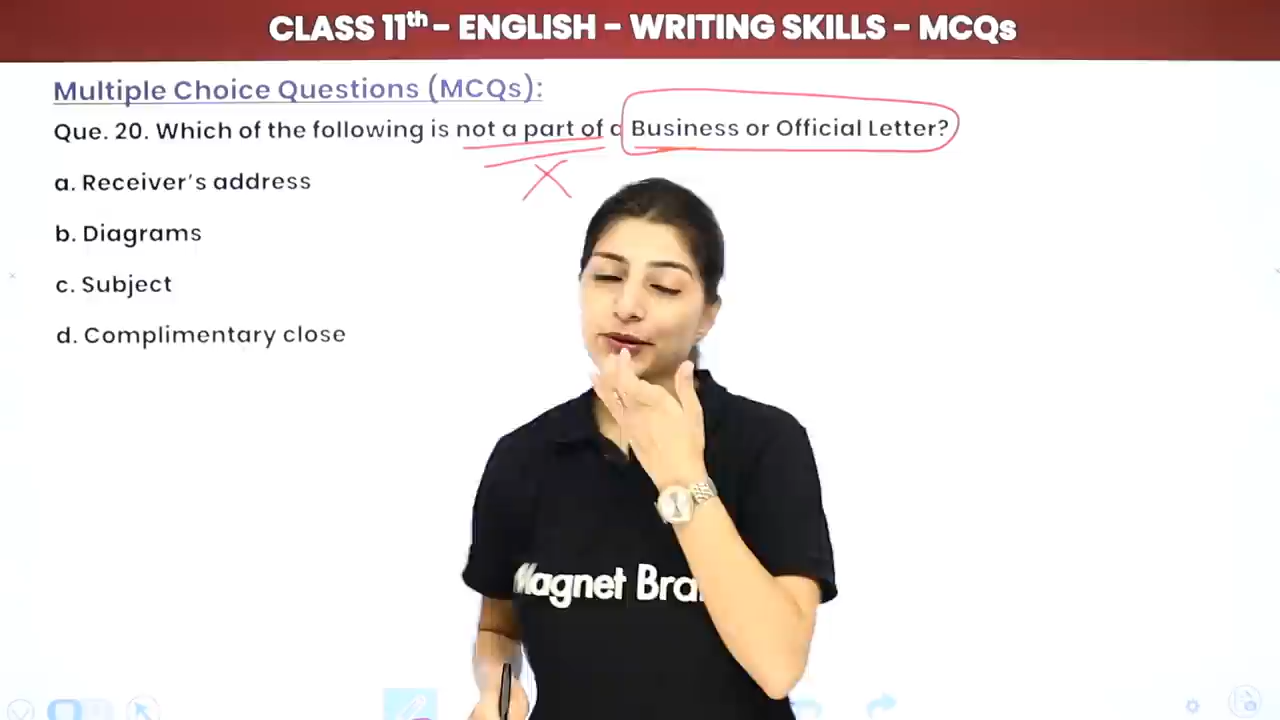 CLASS 11th - ENGLISH - WRITING SKILLS - MCQs
Multiple Choice Questions (MCQs):
Que. 20. Which of the following is not a part of a Business or Official Letter?
a. Receiver's address
b. Diagrams
c. Subject
d. Complimentary close
Magnet Bra